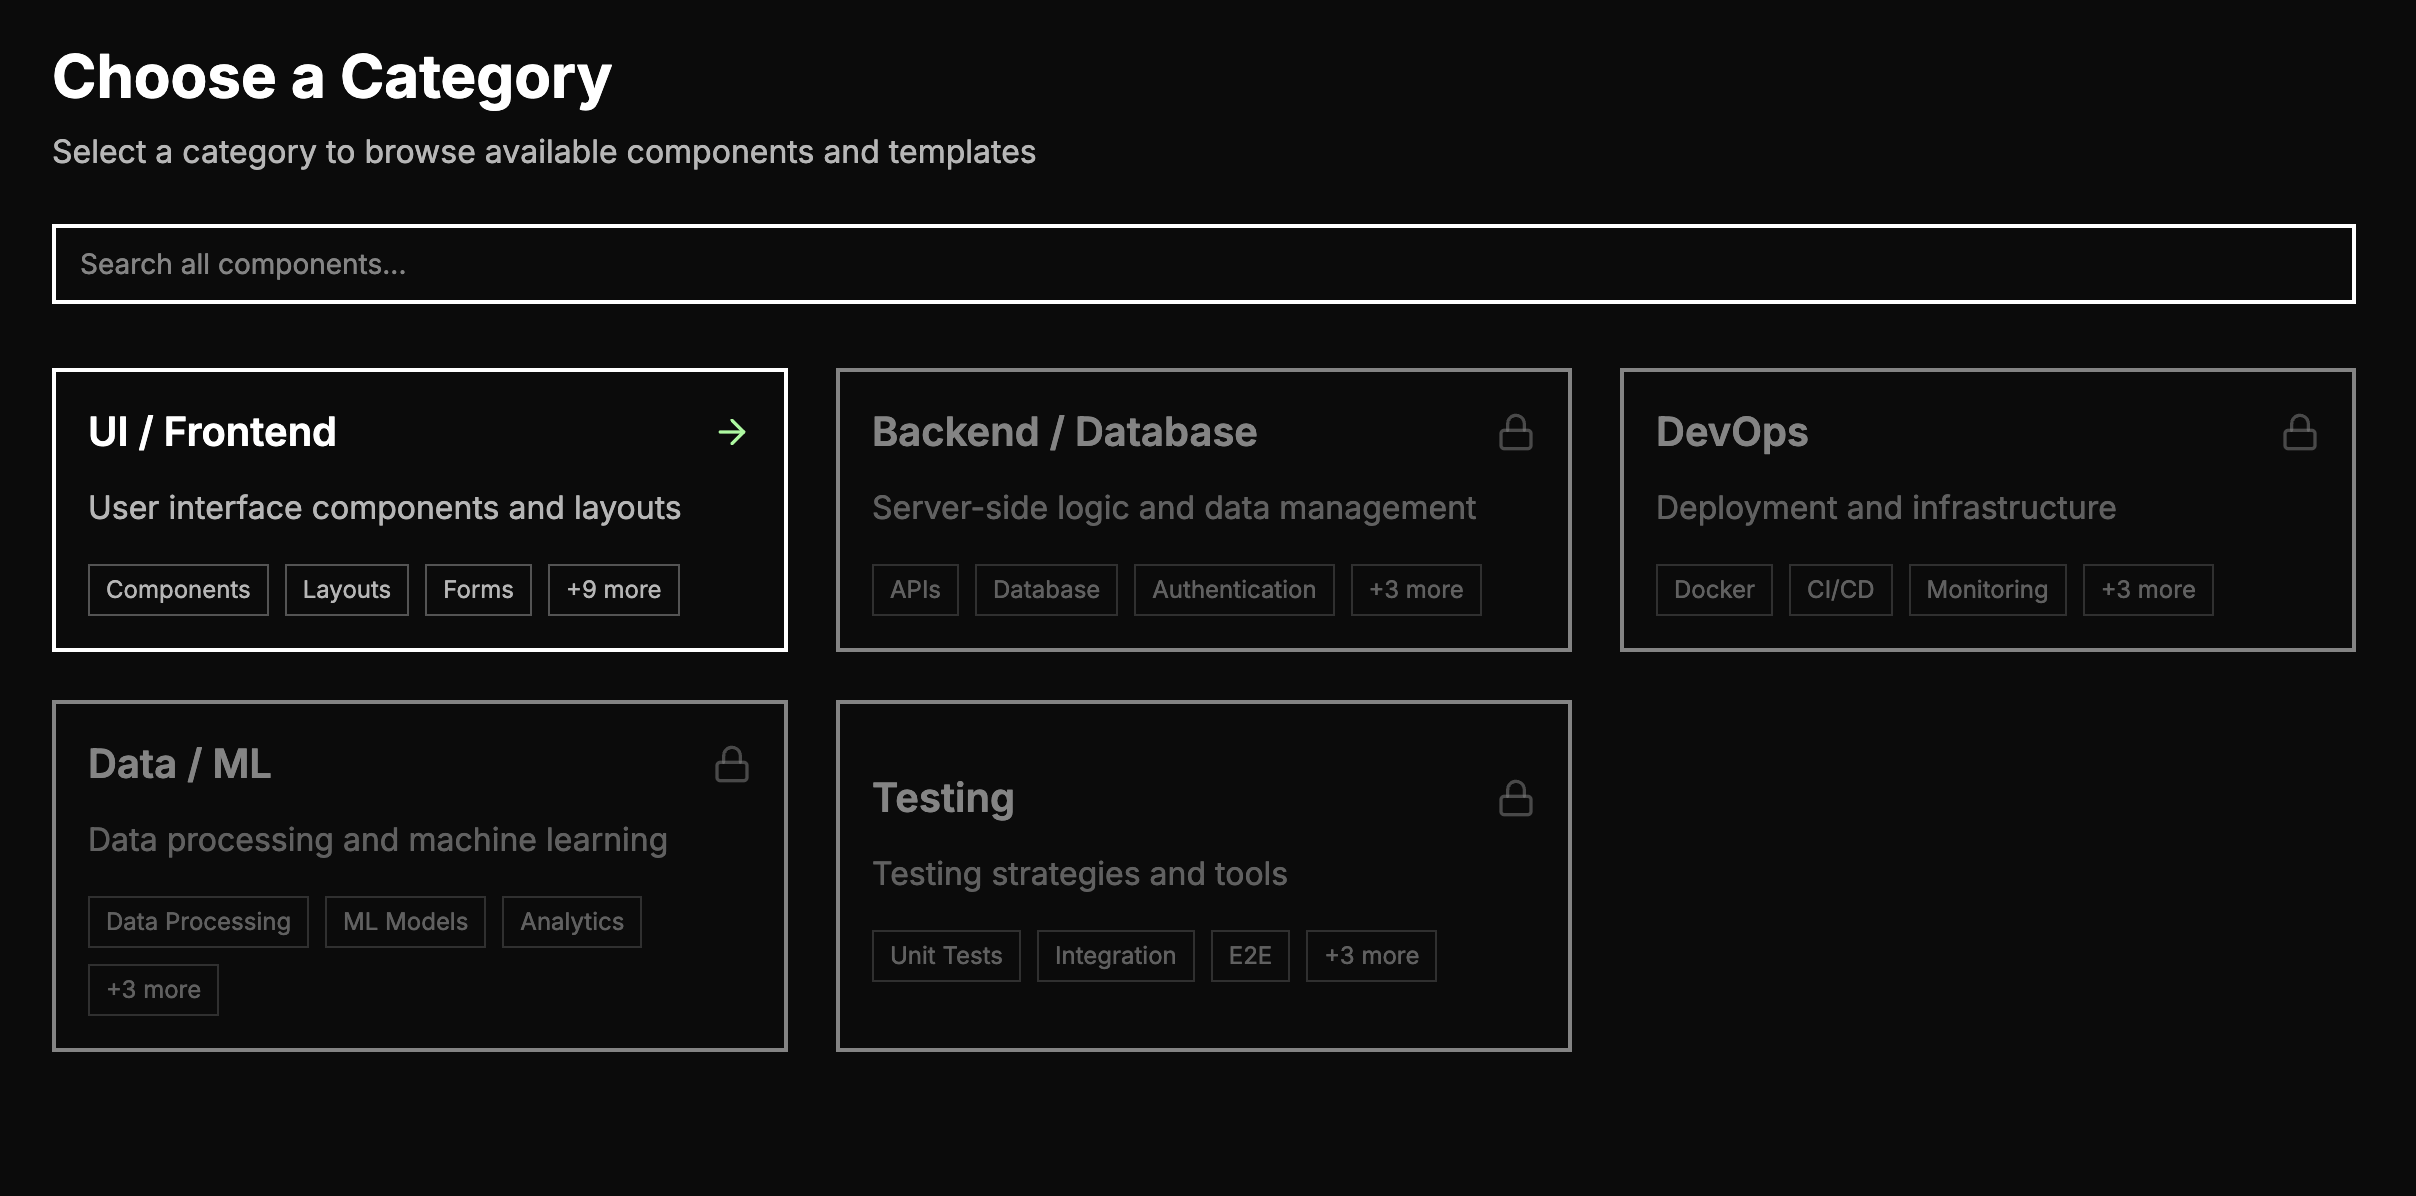 Choose a Category
Select a category to browse available components and templates
Search all components...
UI / Frontend
User interface components and layouts
Components
Layouts
Forms
+9 more
Backend / Database
Server-side logic and data management
APIs
Database
Authentication
+3 more
DevOps
Deployment and infrastructure
Docker
CI/CD
Monitoring
+3 more
Data / ML
Data processing and machine learning
Data Processing
ML Models
Analytics
+3 more
Testing
Testing strategies and tools
Unit Tests
Integration
E2E
+3 more